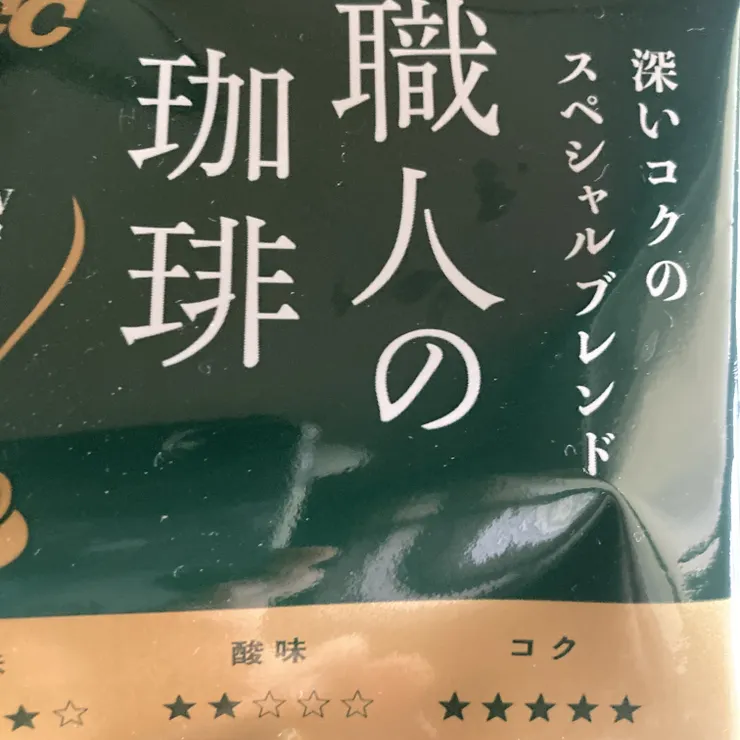 深いコクの
スペシャルブレンド
職人の
珈琲
酸味
コク
★☆
★★☆☆☆
★★★★★